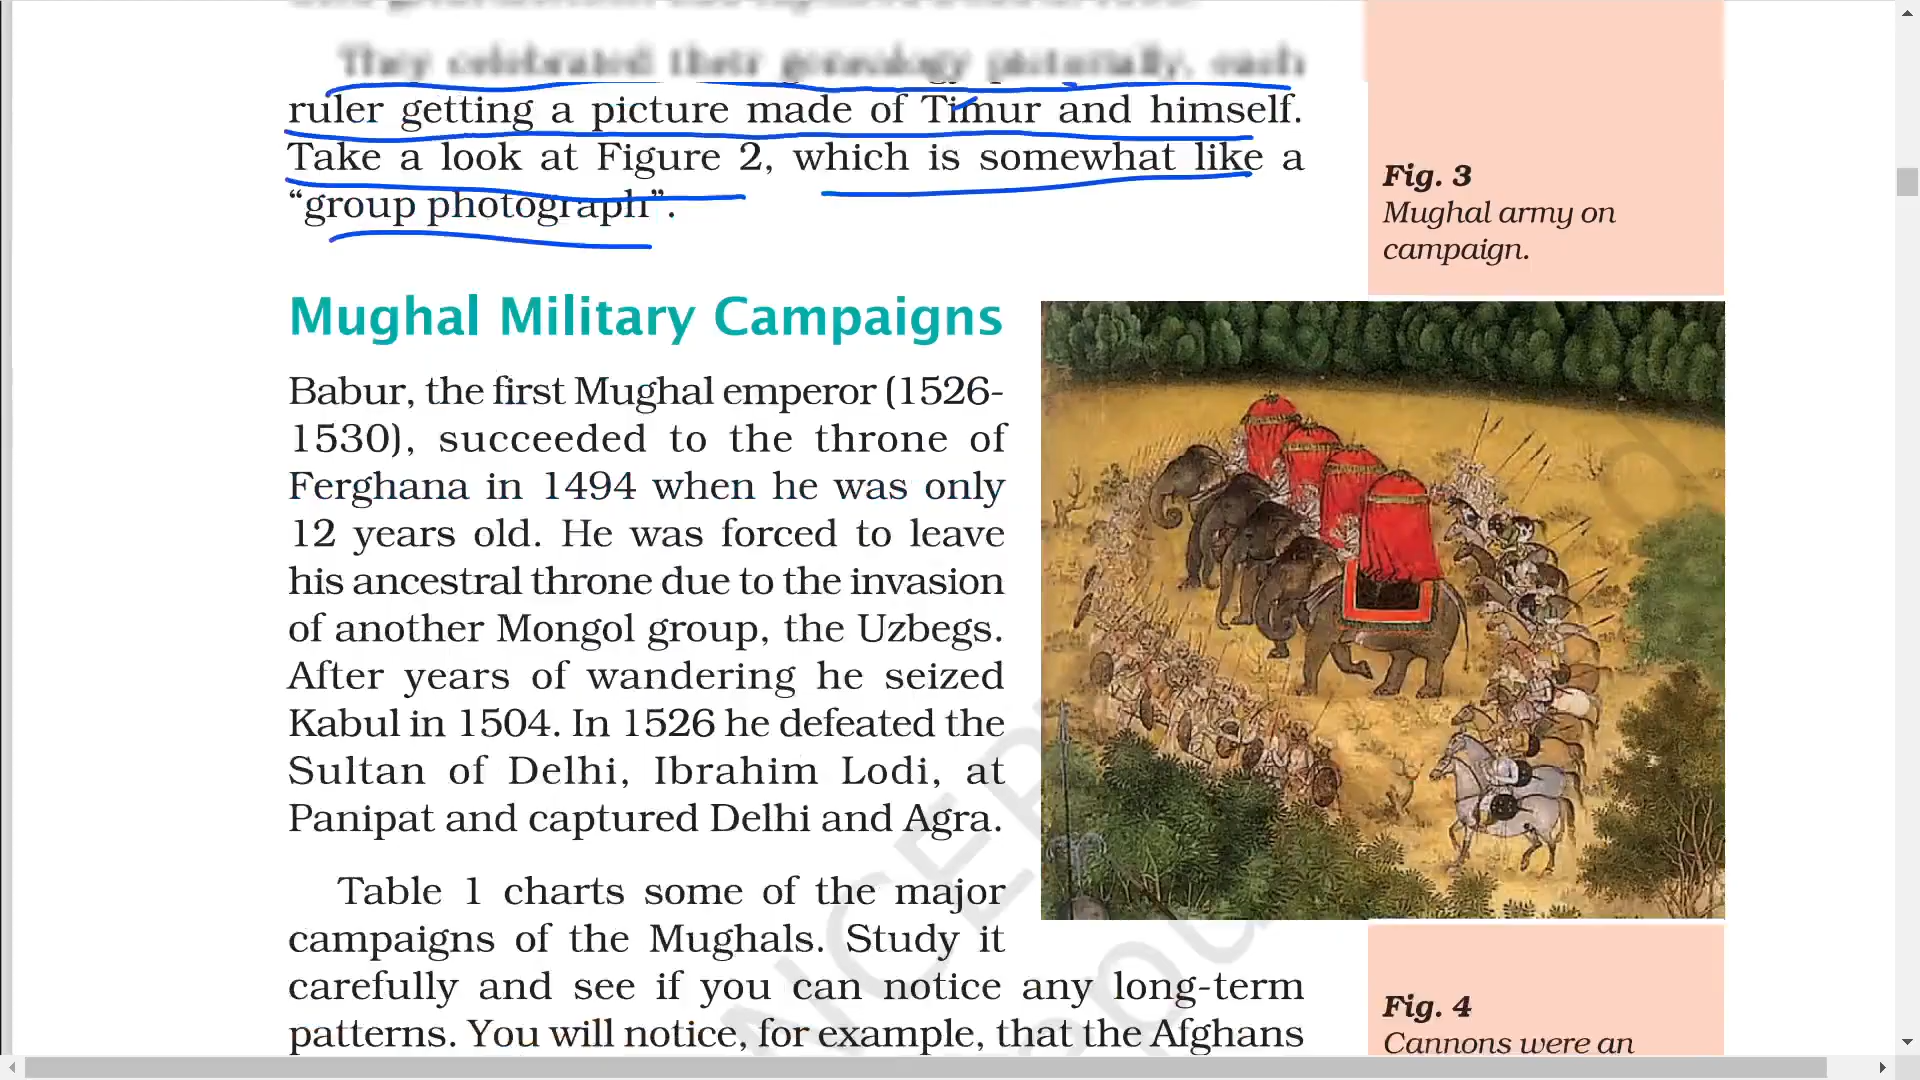 They celebrated their genealogy pictorially, each
ruler getting a picture made of Timur and himself.
Take a look at Figure 2, which is somewhat like a
“group photograph”.
Fig. 3
Mughal army on
campaign.
Mughal Military Campaigns
Babur, the first Mughal emperor (1526-
1530), succeeded to the throne of
Ferghana in 1494 when he was only
12 years old. He was forced to leave
his ancestral throne due to the invasion
of another Mongol group, the Uzbegs.
After years of wandering he seized
Kabul in 1504. In 1526 he defeated the
Sultan of Delhi, Ibrahim Lodi, at
Panipat and captured Delhi and Agra.
Table 1 charts some of the major
campaigns of the Mughals. Study it
carefully and see if you can notice any long-term
patterns. You will notice, for example, that the Afghans
Fig. 4
Cannons were an